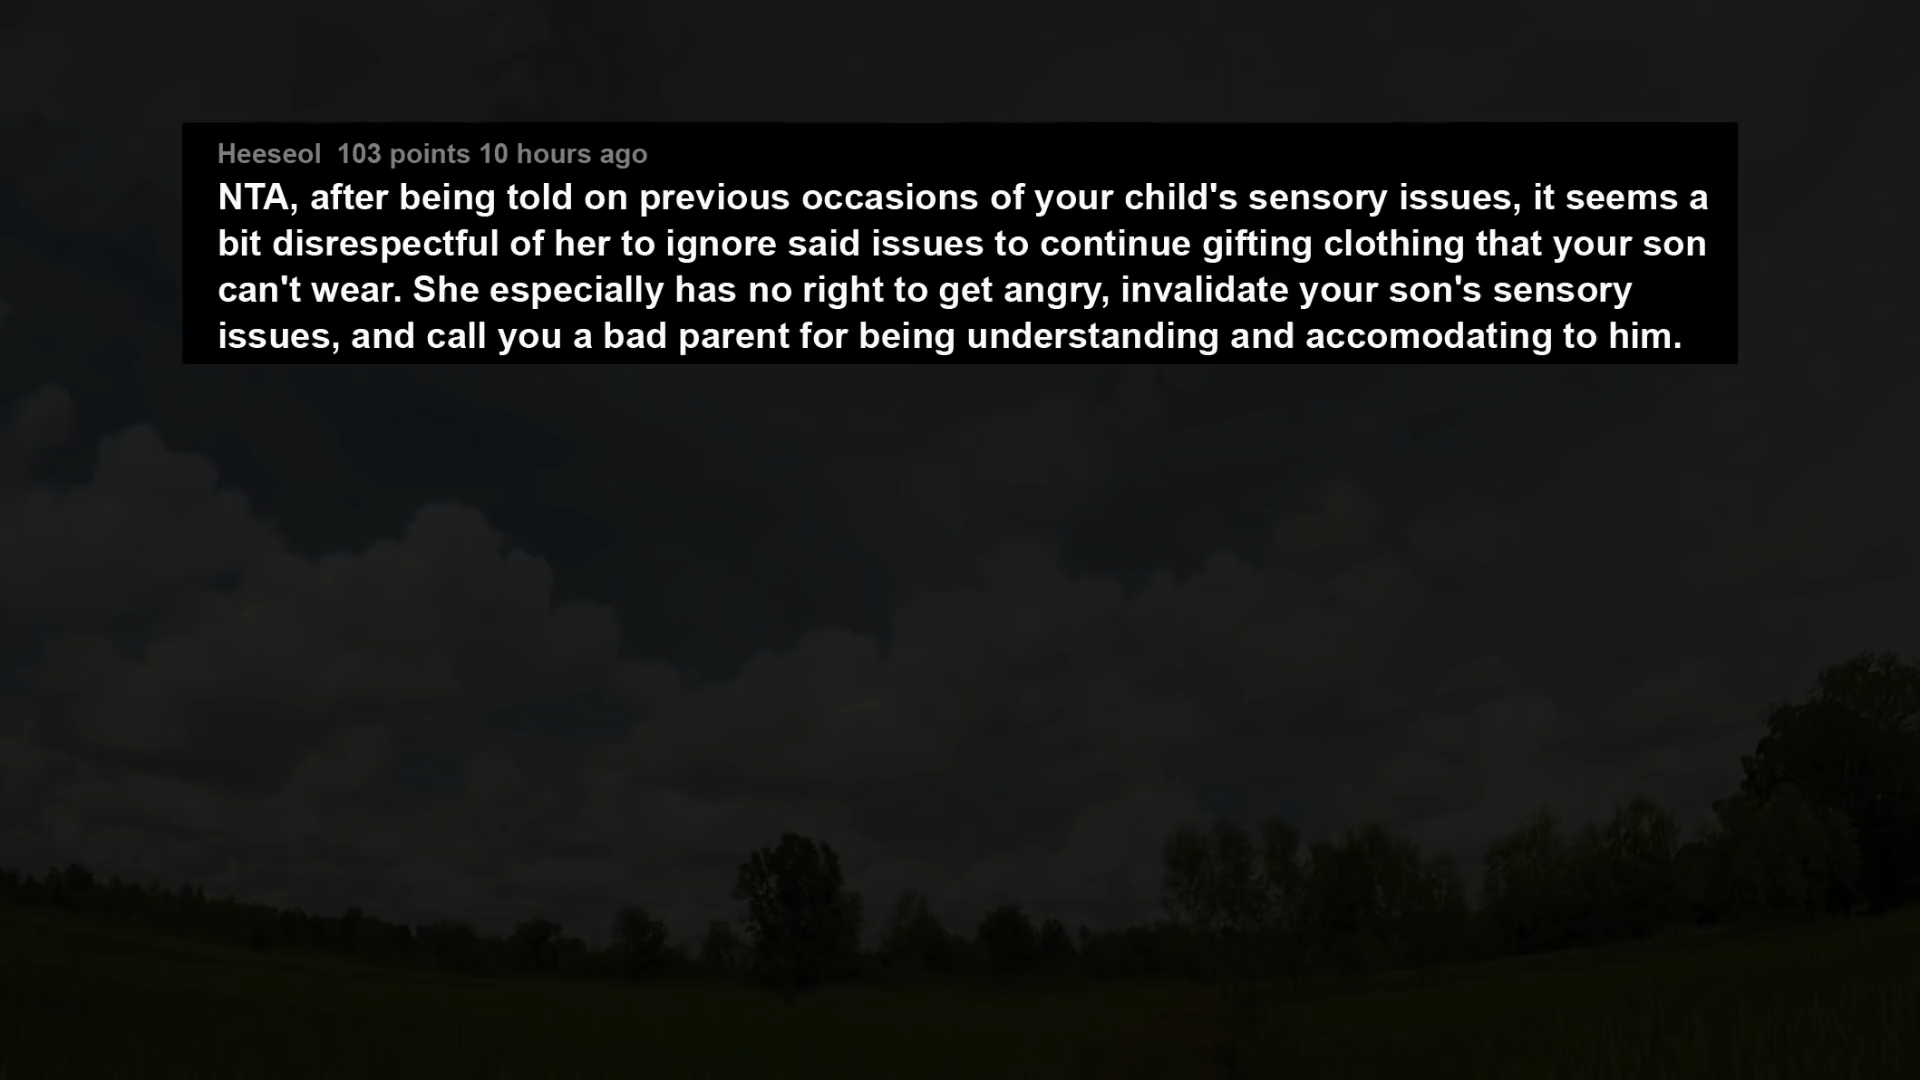 Heeseol 103 points 10 hours ago
NTA, after being told on previous occasions of your child's sensory issues, it seems a
bit disrespectful of her to ignore said issues to continue gifting clothing that your son
can't wear. She especially has no right to get angry, invalidate your son's sensory
issues, and call you a bad parent for being understanding and accomodating to him.